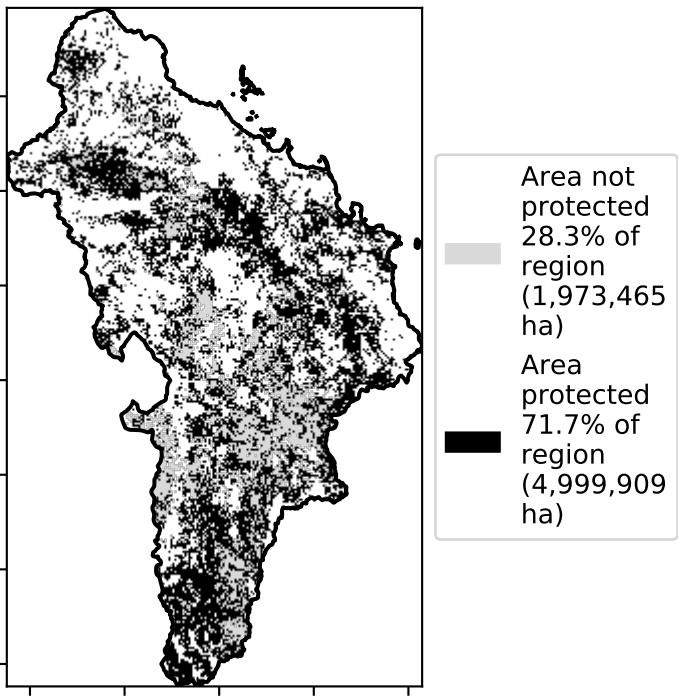 Area not
protected
28.3% of
region
(1,973,465
ha)
Area
protected
71.7% of
region
(4,999,909
ha)